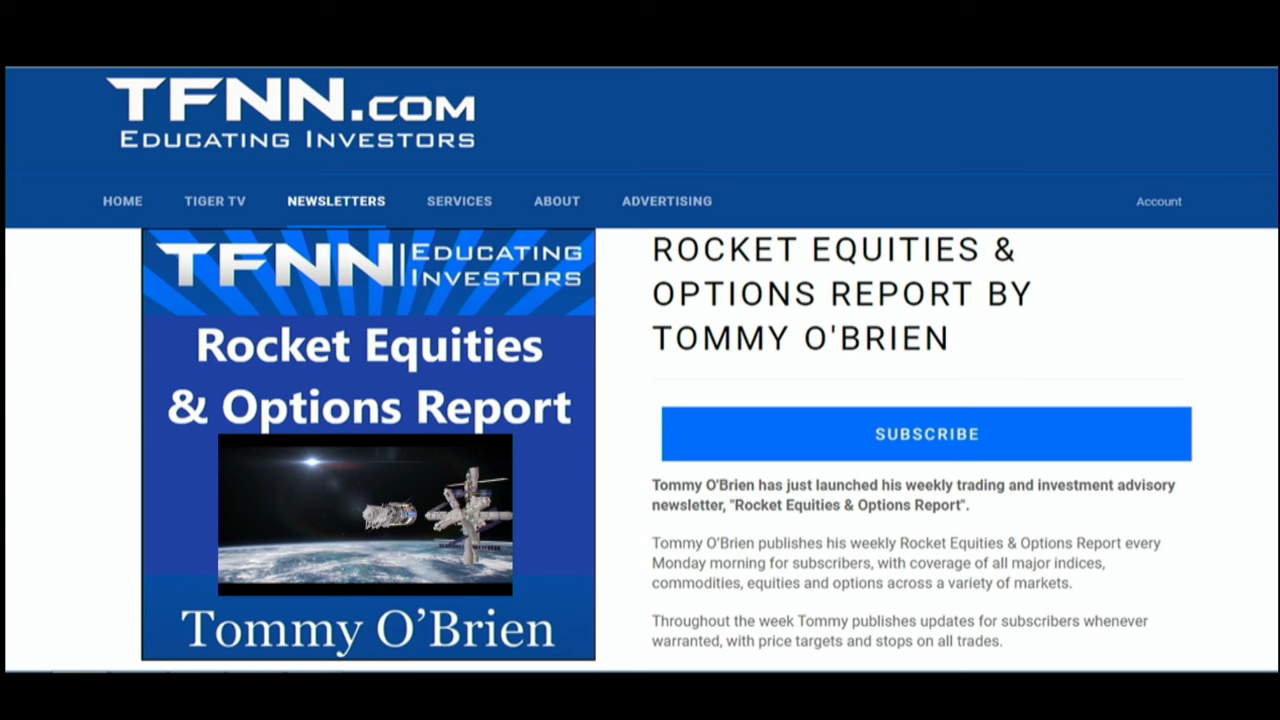 TFNN.COM
EDUCATING INVESTORS
HOME TIGER TV NEWSLETTERS SERVICES ABOUT ADVERTISING Account
TFNN EDUCATING
INVESTORS
Rocket Equities
& Options Report
Tommy O’Brien
ROCKET EQUITIES &
OPTIONS REPORT BY
TOMMY O'BRIEN
SUBSCRIBE
Tommy O'Brien has just launched his weekly trading and investment advisory
newsletter, "Rocket Equities & Options Report".
Tommy O'Brien publishes his weekly Rocket Equities & Options Report every
Monday morning for subscribers, with coverage of all major indices,
commodities, equities and options across a variety of markets.
Throughout the week Tommy publishes updates for subscribers whenever
warranted, with price targets and stops on all trades.